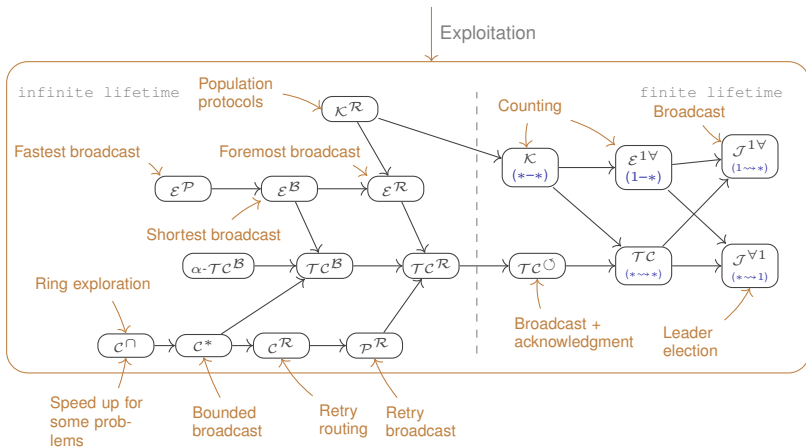 Exploitation
infinite lifetime
finite lifetime
Population
protocols
Counting
Broadcast
𝒦^ℛ
Fastest broadcast
Foremost broadcast
𝒦
(∗−∗)
ℰ^1∀
(1−∗)
𝒥^1∀
(1⇝∗)
ℰ^𝒫
ℰ^ℬ
ℰ^ℛ
Shortest broadcast
α-𝒯𝒞^ℬ
𝒯𝒞^ℬ
𝒯𝒞^ℛ
𝒯𝒞^↺
𝒯𝒞
(∗⇝∗)
𝒥^∀1
(∗⇝1)
Ring exploration
Broadcast +
acknowledgment
Leader
election
𝒞^∩
𝒞^*
𝒞^ℛ
𝒫^ℛ
Speed up for
some prob-
lems
Bounded
broadcast
Retry
routing
Retry
broadcast